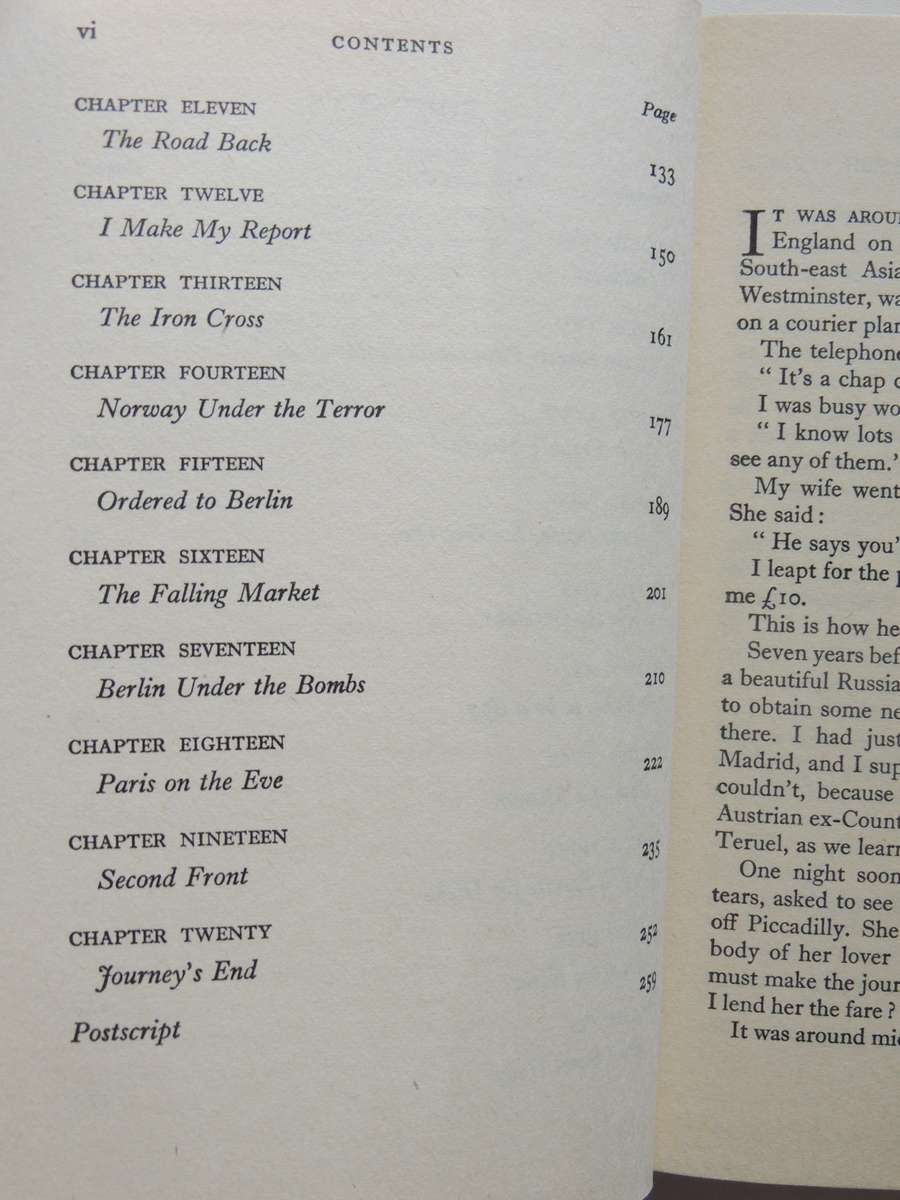 vi
CONTENTS
Page
CHAPTER ELEVEN
The Road Back 133
CHAPTER TWELVE
I Make My Report 150
CHAPTER THIRTEEN
The Iron Cross 161
CHAPTER FOURTEEN
Norway Under the Terror 177
CHAPTER FIFTEEN
Ordered to Berlin 189
CHAPTER SIXTEEN
The Falling Market 201
CHAPTER SEVENTEEN
Berlin Under the Bombs 210
CHAPTER EIGHTEEN
Paris on the Eve 222
CHAPTER NINETEEN
Second Front 235
CHAPTER TWENTY
Journey's End 252
Postscript 259
IT WAS AROU
England on
South-east Asia
Westminster, wa
on a courier plan
The telephone
" It's a chap
I was busy wo
" I know lots
see any of them.'
My wife went
She said:
" He says you'
I leapt for the
me £10.
This is how he
Seven years bef
a beautiful Russia
to obtain some ne
there. I had just
Madrid, and I sup
couldn't, because
Austrian ex-Count
Teruel, as we learn
One night soon
tears, asked to see
off Piccadilly. She
body of her lover
must make the jour
I lend her the fare?
It was around mi